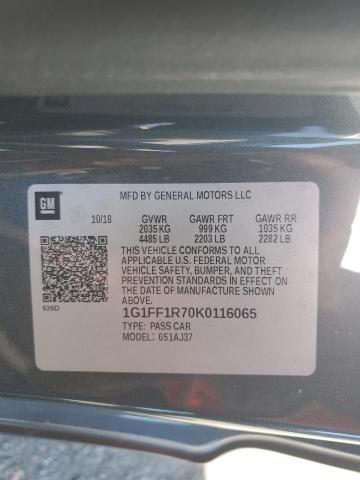 MFD BY GENERAL MOTORS LLC
GM
10/18 GVWR GAWR FRT GAWR RR
2035 KG 999 KG 1035 KG
4485 LB 2203 LB 2282 LB
THIS VEHICLE CONFORMS TO ALL
APPLICABLE U.S. FEDERAL MOTOR
VEHICLE SAFETY, BUMPER, AND THEFT
PREVENTION STANDARDS IN EFFECT ON THE
DATE OF MANUFACTURE SHOWN ABOVE.
1G1FF1R70K0116065
TYPE: PASS CAR
MODEL: 051AJ37